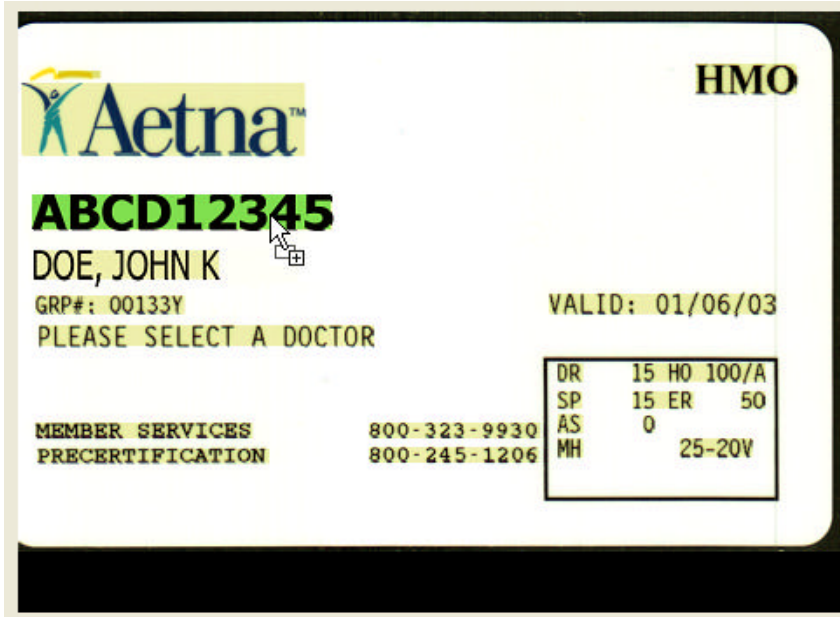 HMO
Aetna™
ABCD12345
DOE, JOHN K
GRP#: 00133Y
VALID: 01/06/03
PLEASE SELECT A DOCTOR
DR 15 HO 100/A
SP 15 ER 50
AS 0
MH 25-20V
MEMBER SERVICES 800-323-9930
PRECERTIFICATION 800-245-1206